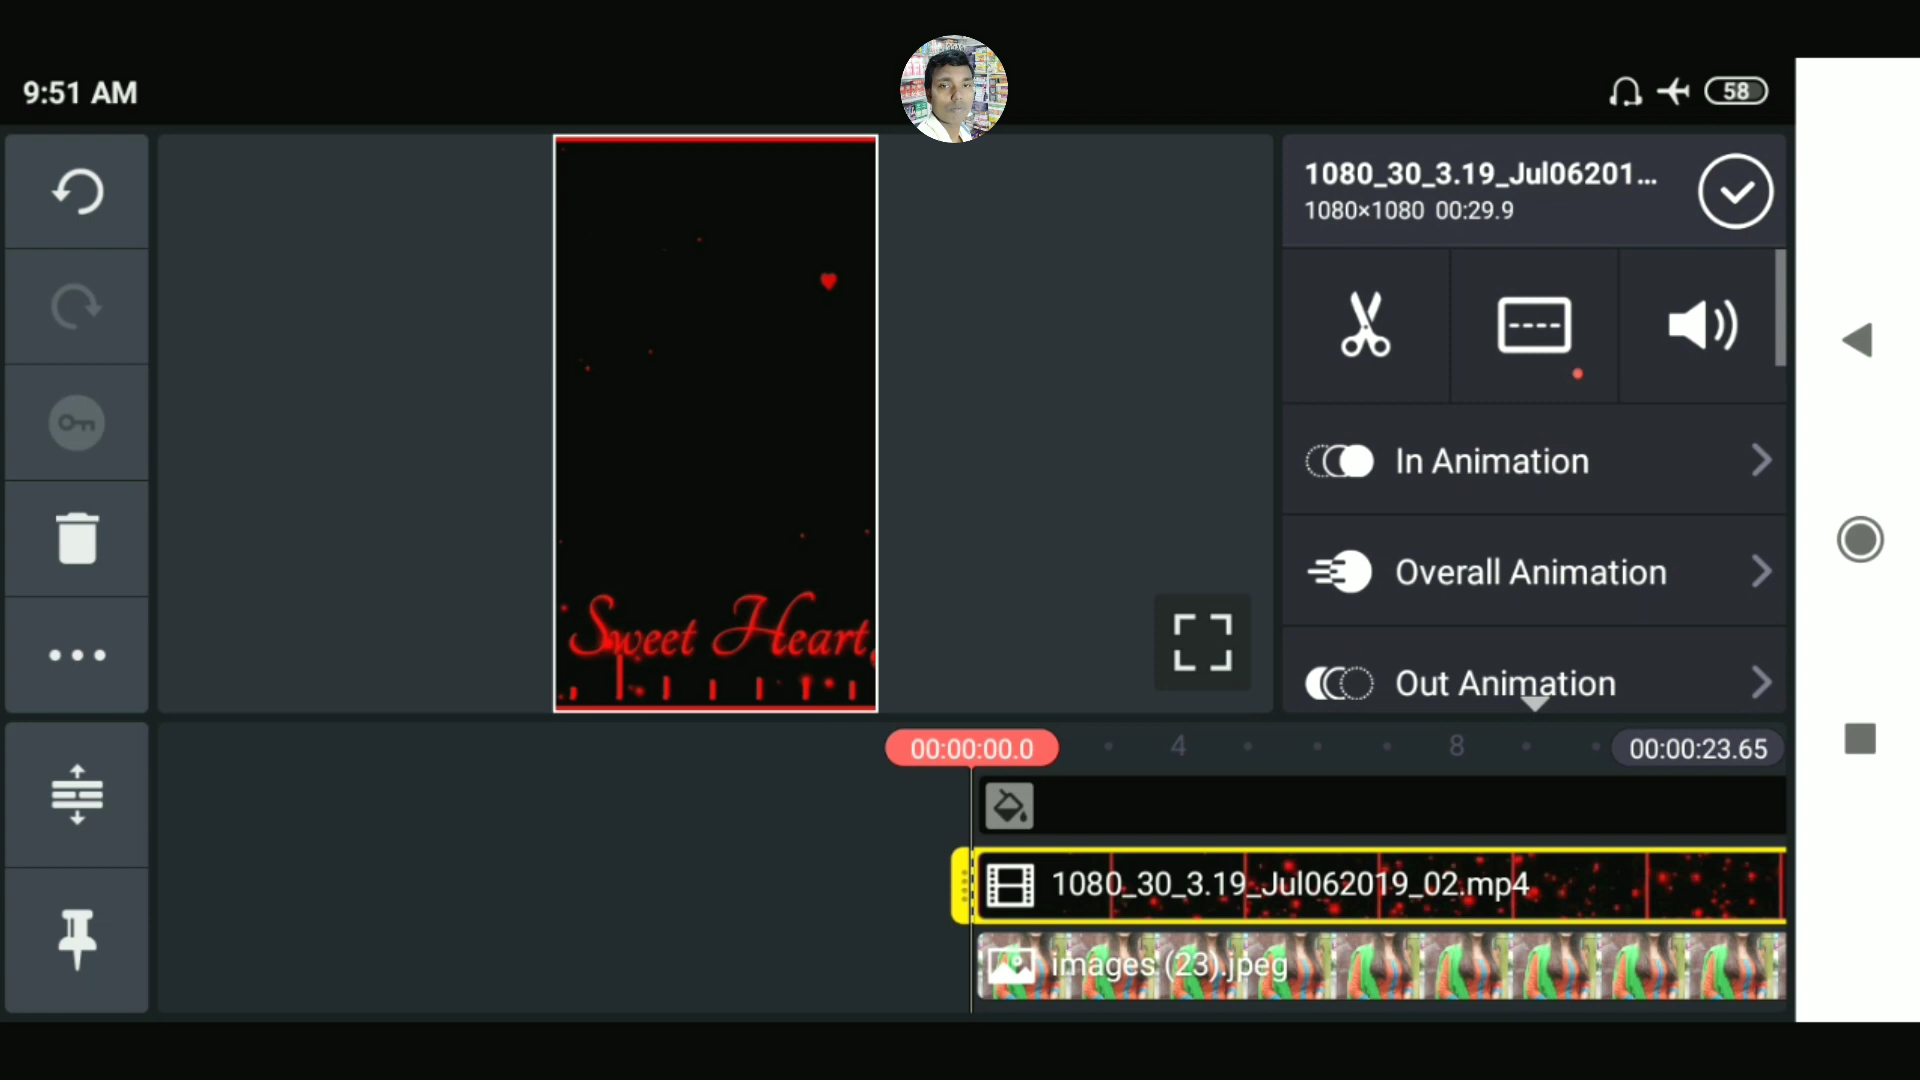 9:51 AM
58
1080_30_3.19_Jul06201...
1080×1080 00:29.9
In Animation
Overall Animation
Out Animation
Sweet Heart
00:00:00.0
4
8
00:00:23.65
1080_30_3.19_Jul062019_02.mp4
images (23).jpeg